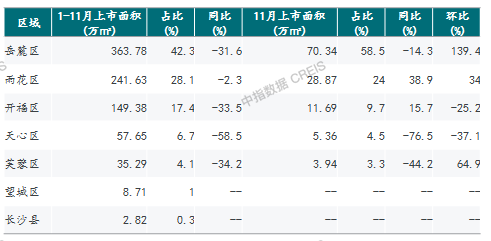 区域 1-11月上市面积(万㎡) 占比(%) 同比(%) 11月上市面积(万㎡) 占比(%) 同比(%) 环比(%)
岳麓区 363.78 42.3 -31.6 70.34 58.5 -14.3 139.4
雨花区 241.63 28.1 -2.3 28.87 24 38.9 34
开福区 149.38 17.4 -33.5 11.69 9.7 15.7 -25.2
天心区 57.65 6.7 -58.5 5.36 4.5 -76.5 -37.1
芙蓉区 35.29 4.1 -34.2 3.94 3.3 -44.2 64.9
望城区 8.71 1 -- -- -- -- --
长沙县 2.82 0.3 -- -- -- -- --
中指数据 CREIS